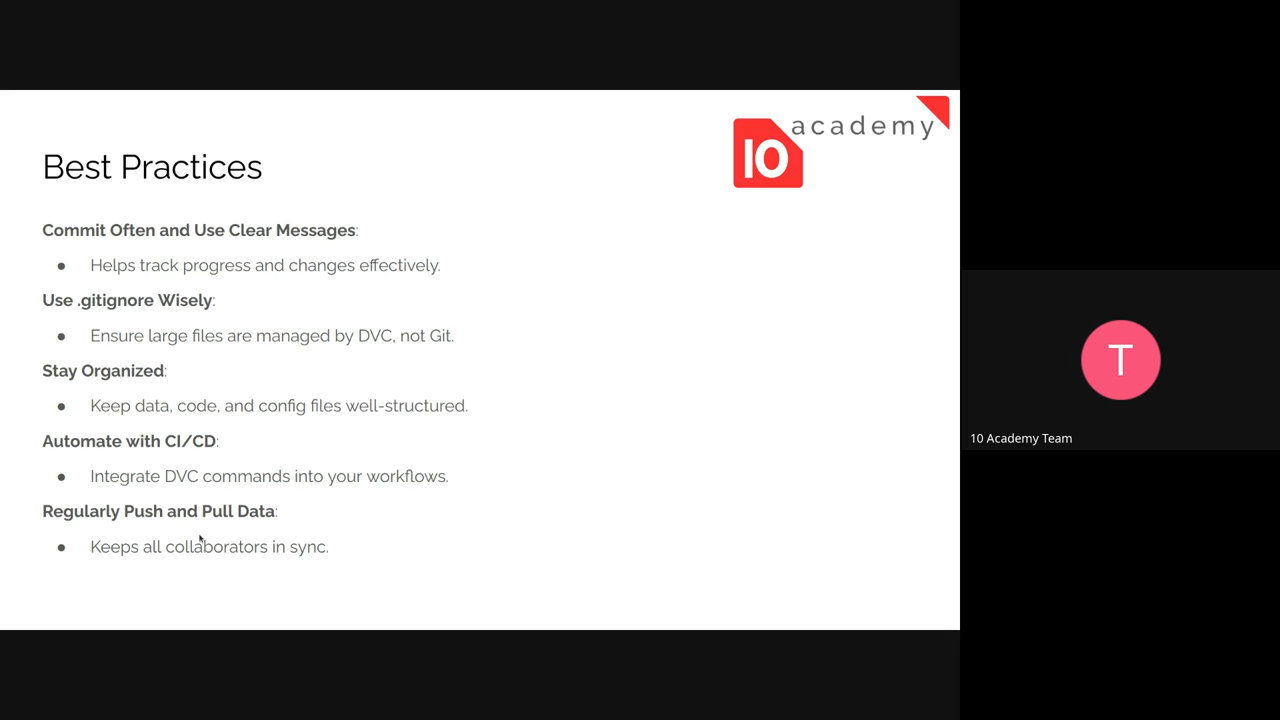 10 academy
Best Practices
Commit Often and Use Clear Messages:
● Helps track progress and changes effectively.
Use .gitignore Wisely:
● Ensure large files are managed by DVC, not Git.
Stay Organized:
● Keep data, code, and config files well-structured.
Automate with CI/CD:
● Integrate DVC commands into your workflows.
Regularly Push and Pull Data:
● Keeps all collaborators in sync.
T
10 Academy Team